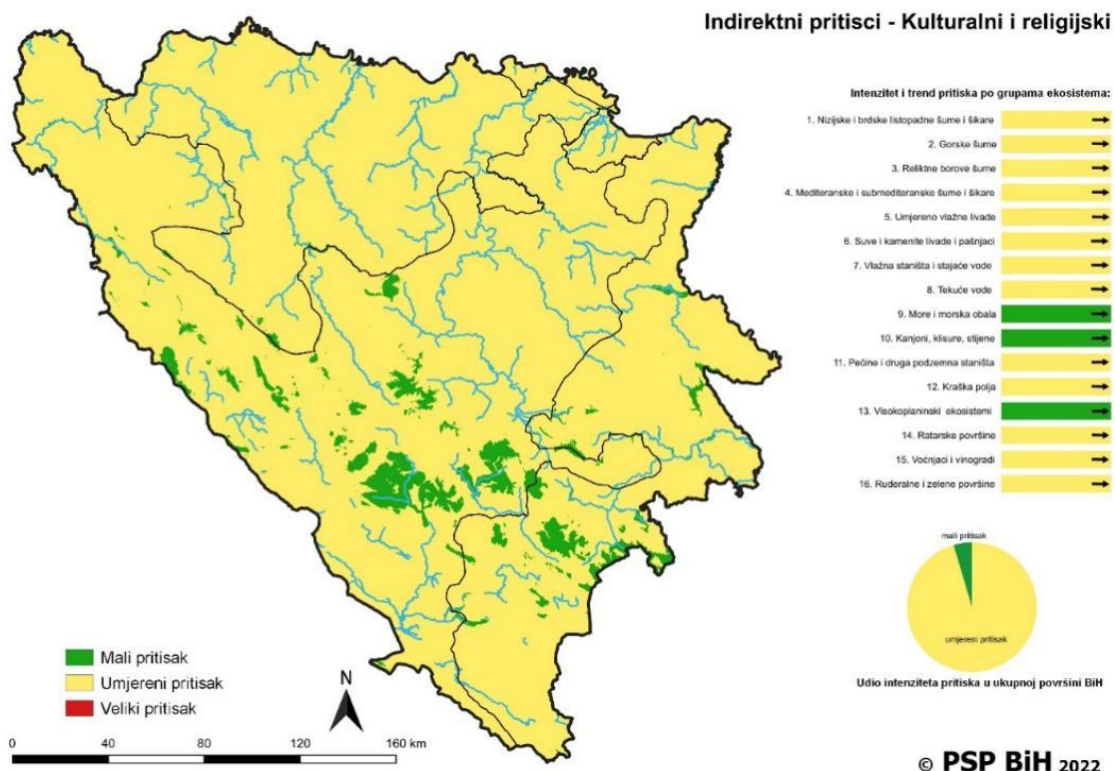 Indirektni pritisci - Kulturalni i religijski
Intenzitet i trend pritiska po grupama ekosistema:
1. Nizijske i brdske listopadne šume i šikare
2. Gorske šume
3. Reliktne borove šume
4. Mediteranske i submediteranske šume i šikare
5. Umjereno vlažne livade
6. Suve i kamenite livade i pašnjaci
7. Vlažna staništa i stajaće vode
8. Tekuće vode
9. More i morska obala
10. Kanjoni, klisure, stijene
11. Pećine i druga podzemna staništa
12. Kraška polja
13. Visokoplaninski ekosistemi
14. Ratarske površine
15. Voćnjaci i vinogradi
16. Ruderalne i zelene površine
mali pritisak
umjereni pritisak
Udio intenziteta pritiska u ukupnoj površini BiH
Mali pritisak
Umjereni pritisak
Veliki pritisak
N
0 40 80 120 160 km
© PSP BiH 2022